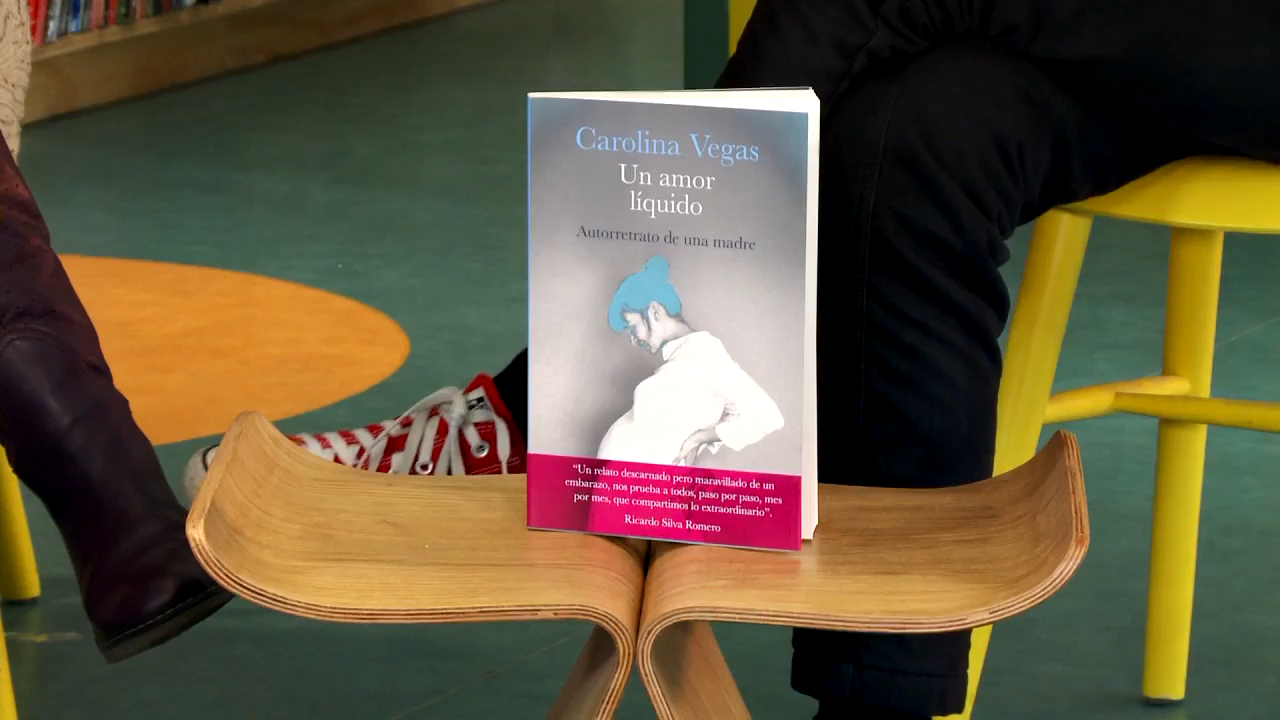 Carolina Vegas
Un amor
líquido
Autorretrato de una madre
“Un relato descarnado pero maravillado de un
embarazo, nos prueba a todos, paso por paso, mes
por mes, que compartimos lo extraordinario”.
Ricardo Silva Romero